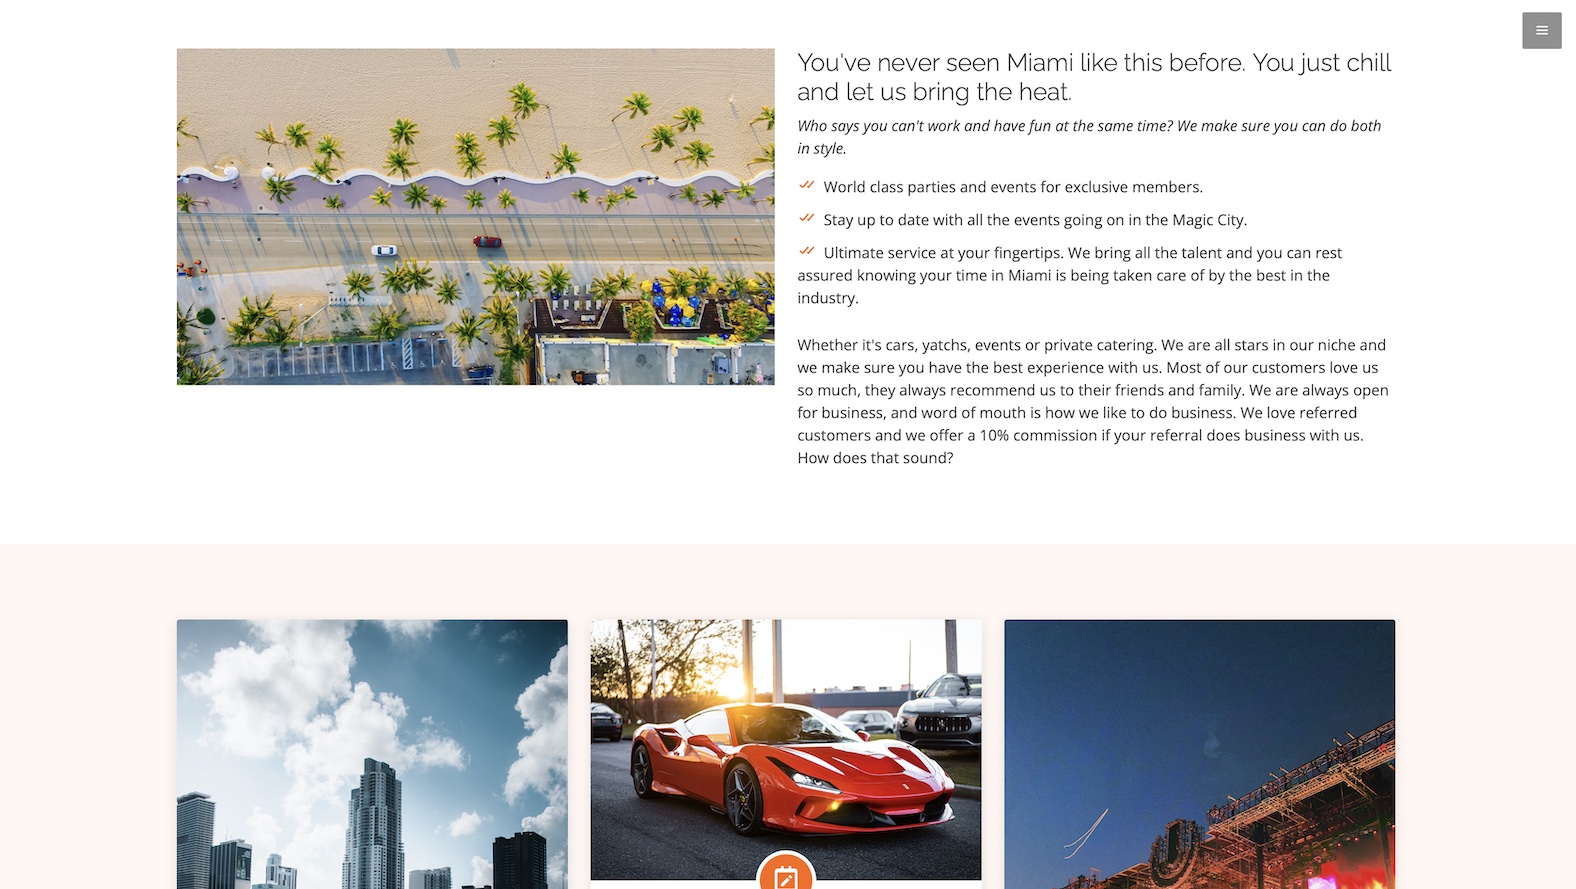 You've never seen Miami like this before. You just chill
and let us bring the heat.
Who says you can't work and have fun at the same time? We make sure you can do both
in style.
World class parties and events for exclusive members.
Stay up to date with all the events going on in the Magic City.
Ultimate service at your fingertips. We bring all the talent and you can rest
assured knowing your time in Miami is being taken care of by the best in the
industry.
Whether it's cars, yatchs, events or private catering. We are all stars in our niche and
we make sure you have the best experience with us. Most of our customers love us
so much, they always recommend us to their friends and family. We are always open
for business, and word of mouth is how we like to do business. We love referred
customers and we offer a 10% commission if your referral does business with us.
How does that sound?